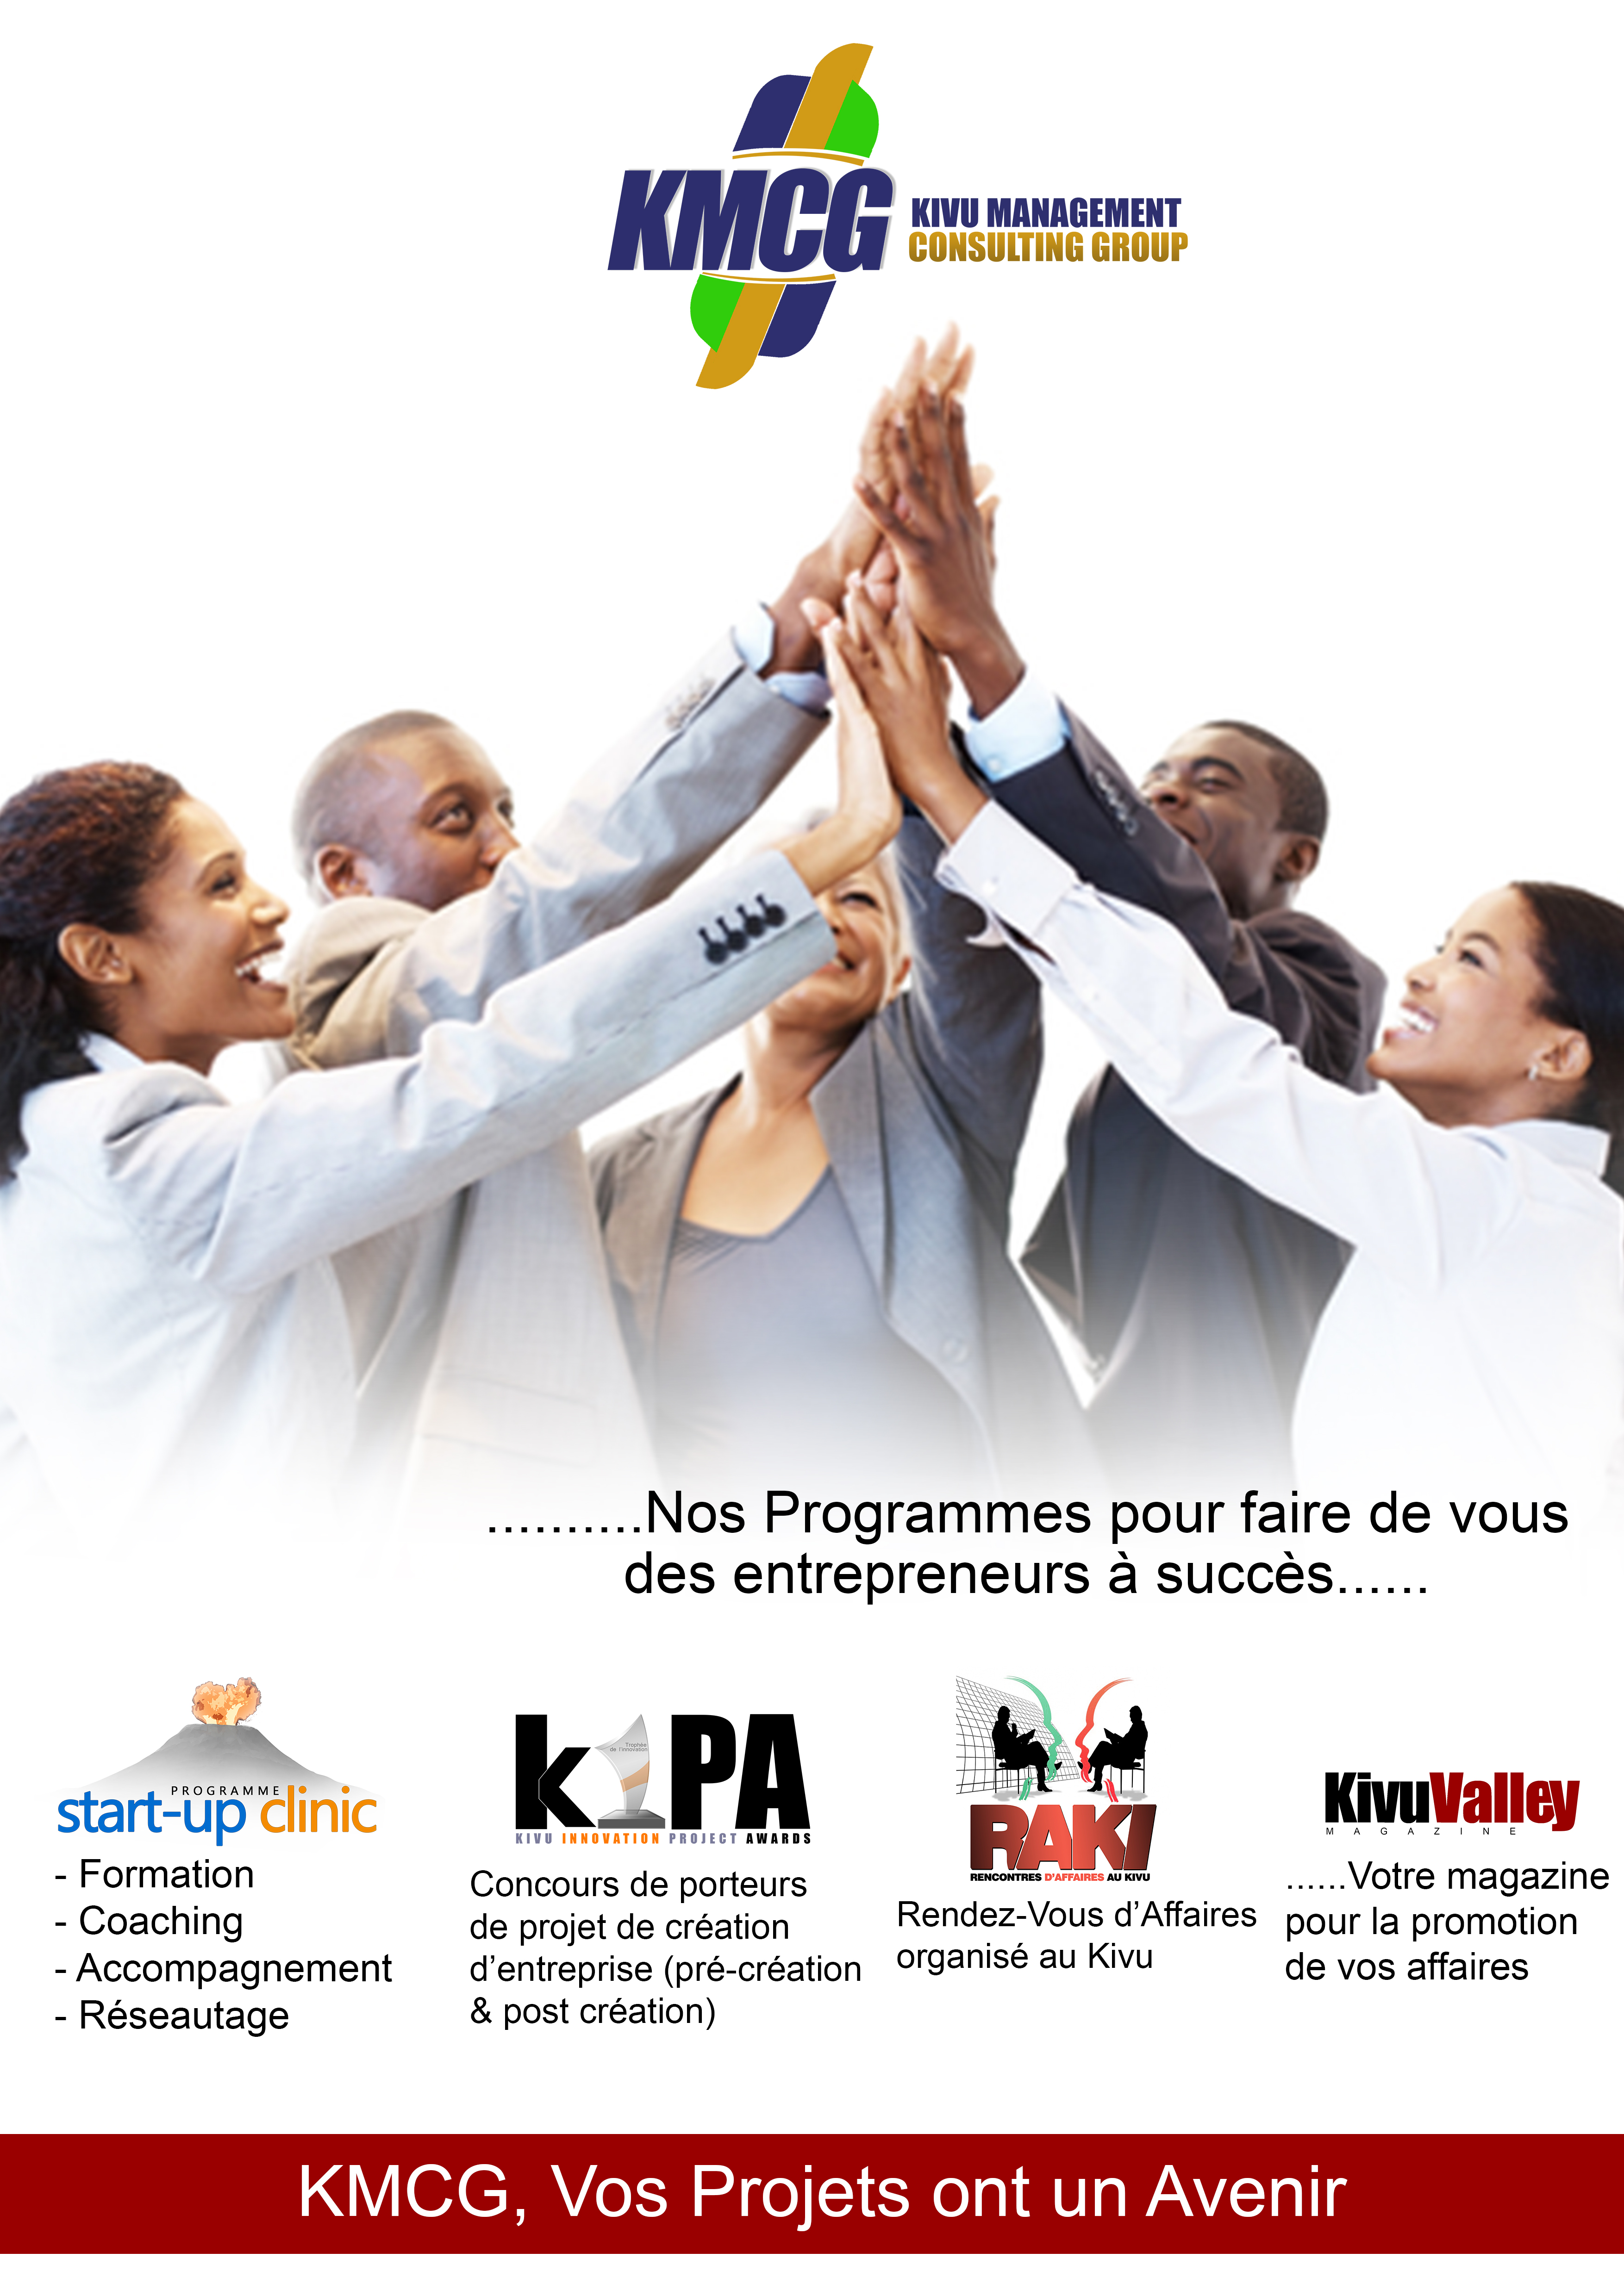 KMCG
KIVU MANAGEMENT
CONSULTING GROUP
..........Nos Programmes pour faire de vous
des entrepreneurs à succès......
PROGRAMME
start-up clinic
- Formation
- Coaching
- Accompagnement
- Réseautage
Trophée
de l'innovation
KIPA
KIVU INNOVATION PROJECT AWARDS
Concours de porteurs
de projet de création
d’entreprise (pré-création
& post création)
RAKI
RENCONTRES D'AFFAIRES AU KIVU
Rendez-Vous d’Affaires
organisé au Kivu
KivuValley
MAGAZINE
......Votre magazine
pour la promotion
de vos affaires
KMCG, Vos Projets ont un Avenir